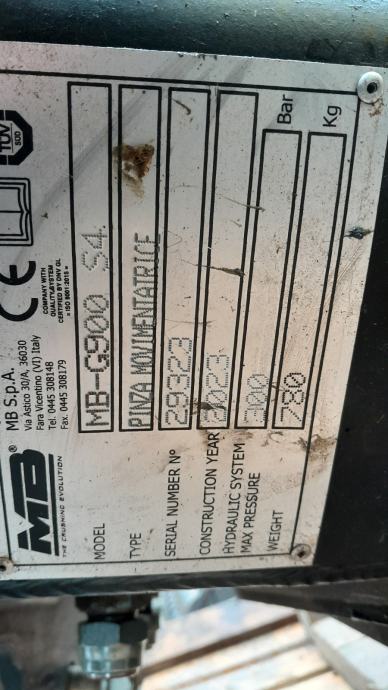 MB®
THE CRUSHING EVOLUTION
MB S.p.A.
Via Astico 30/A, 36030
Fara Vicentino (VI) Italy
Tel. 0445 308148
Fax. 0445 308179
CE
COMPANY WITH
QUALITY SYSTEM
CERTIFIED BY DNV GL
= ISO 9001:2015 =
TÜV
SÜD
MODEL MB-G900 S4
TYPE PINZA MOVIMENTATRICE
SERIAL NUMBER N° 29323
CONSTRUCTION YEAR 2023
HYDRAULIC SYSTEM
MAX PRESSURE 300 Bar
WEIGHT 780 Kg